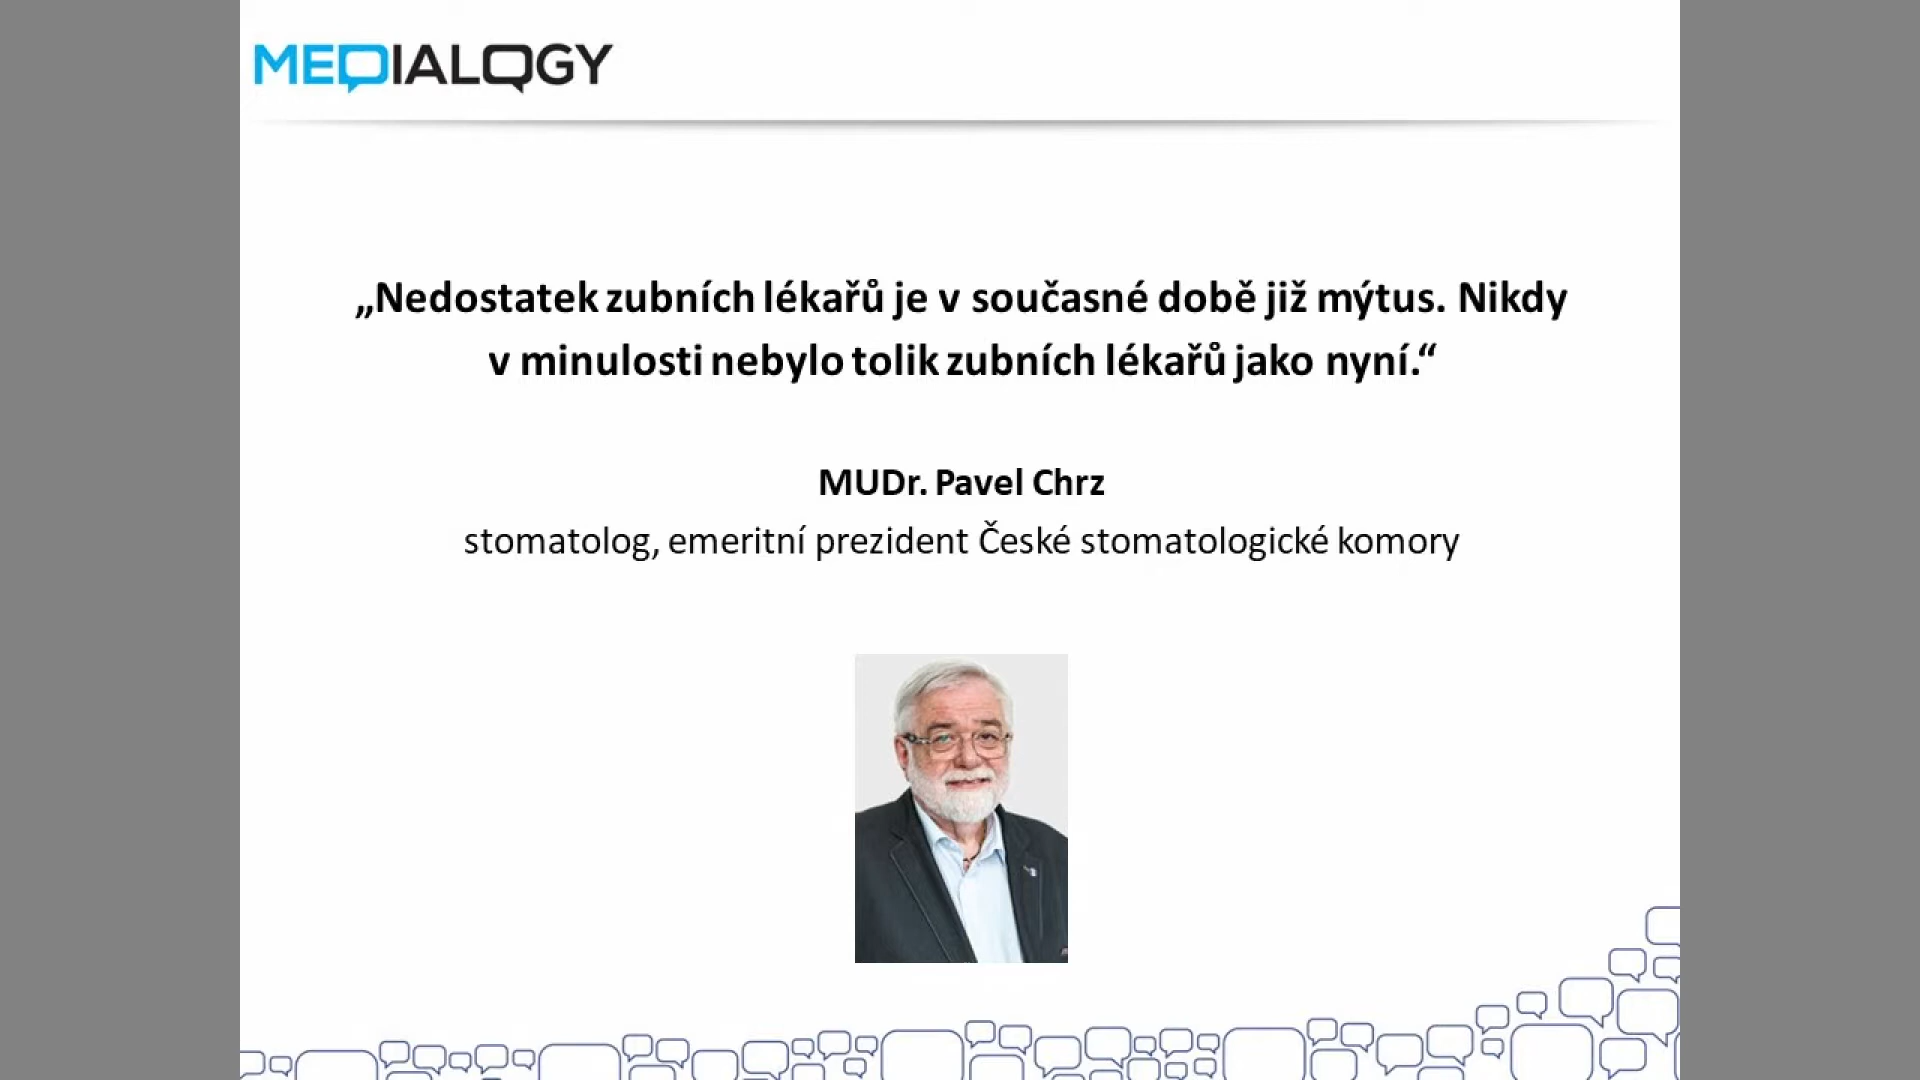 MEDIALOGY
„Nedostatek zubních lékařů je v současné době již mýtus. Nikdy
v minulosti nebylo tolik zubních lékařů jako nyní.“
MUDr. Pavel Chrz
stomatolog, emeritní prezident České stomatologické komory